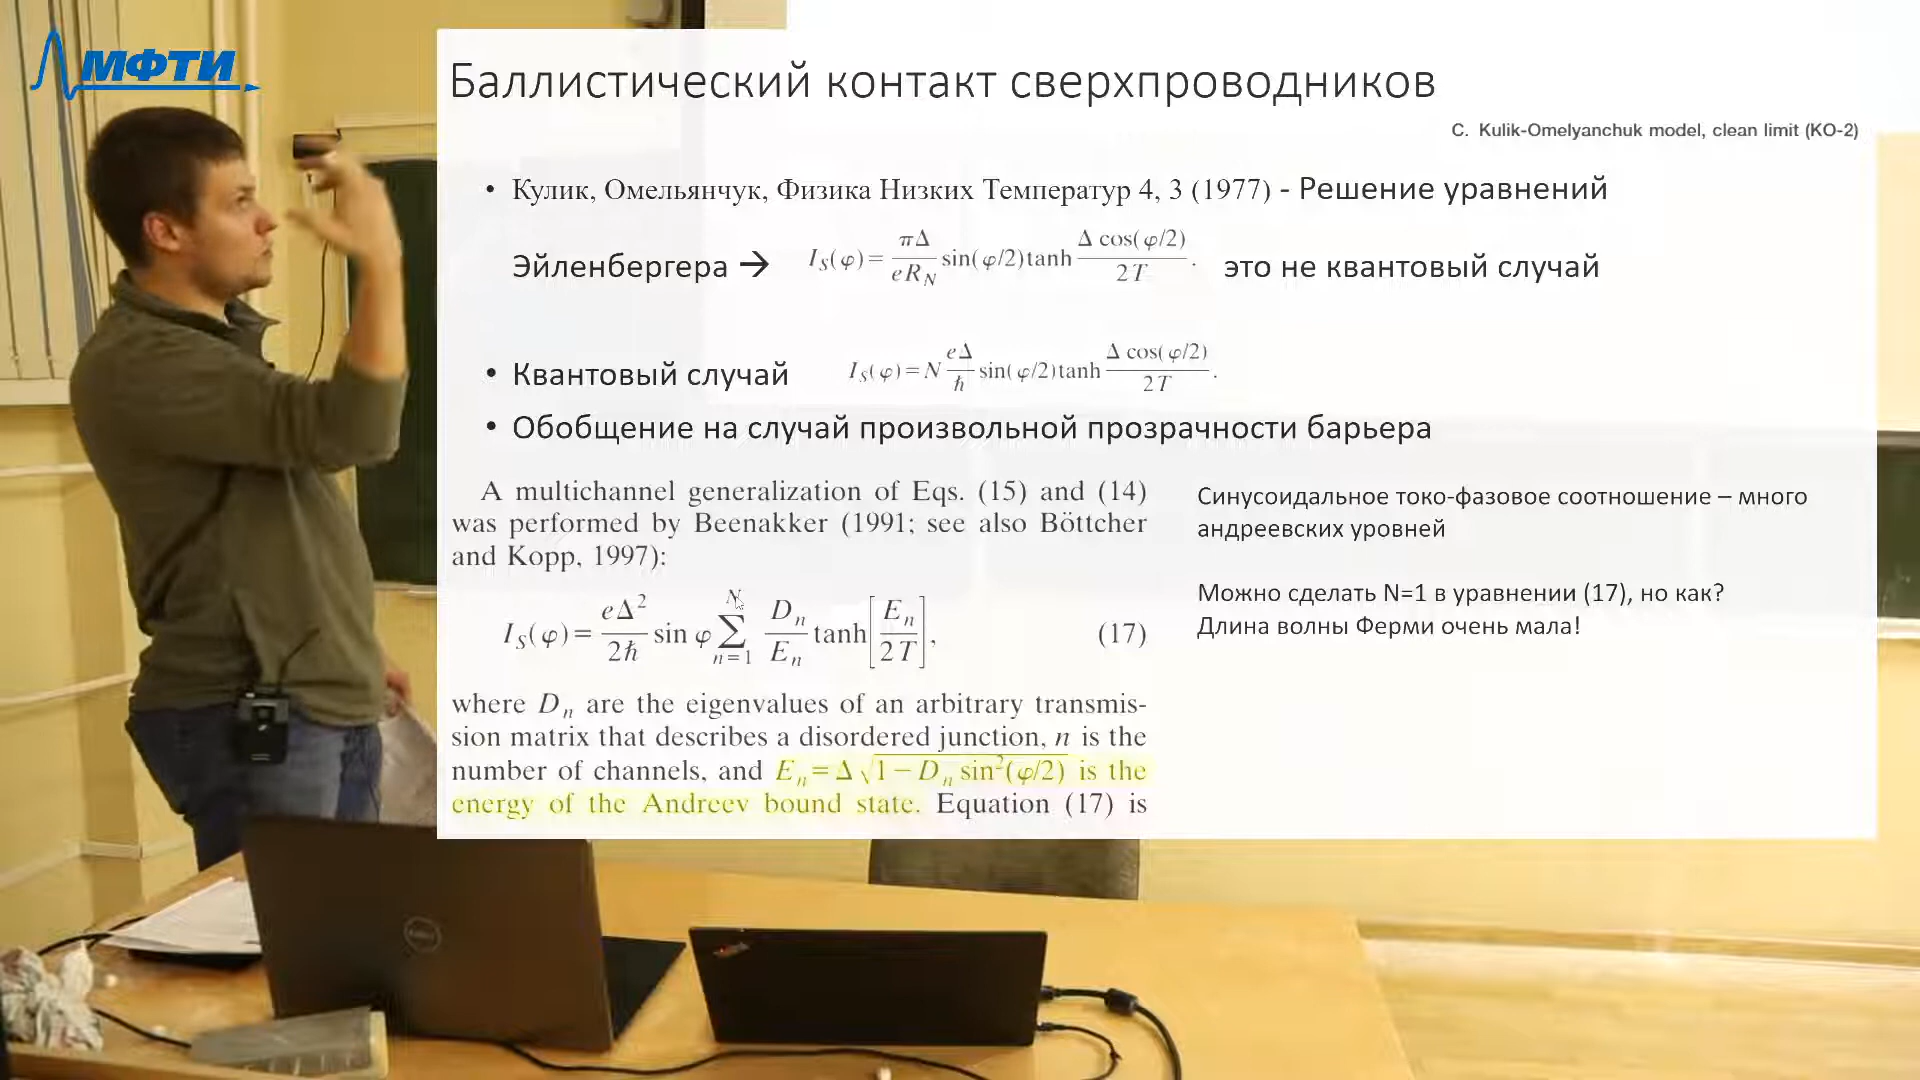 МФТИ
Баллистический контакт сверхпроводников
C. Kulik-Omelyanchuk model, clean limit (KO-2)
• Кулик, Омельянчук, Физика Низких Температур 4, 3 (1977) - Решение уравнений
Эйленбергера → I_S(φ)= πΔ/eR_N sin(φ/2)tanh Δ cos(φ/2)/2T . это не квантовый случай
• Квантовый случай I_S(φ)=N eΔ/ħ sin(φ/2)tanh Δ cos(φ/2)/2T .
• Обобщение на случай произвольной прозрачности барьера
A multichannel generalization of Eqs. (15) and (14)
was performed by Beenakker (1991; see also Böttcher
and Kopp, 1997):
I_S(φ)= eΔ²/2ħ sin φ ∑_{n=1}^{N} D_n/E_n tanh[E_n/2T], (17)
where D_n are the eigenvalues of an arbitrary transmis-
sion matrix that describes a disordered junction, n is the
number of channels, and E_n=Δ√(1−D_n sin²(φ/2)) is the
energy of the Andreev bound state. Equation (17) is
Синусоидальное токо-фазовое соотношение – много
андреевских уровней
Можно сделать N=1 в уравнении (17), но как?
Длина волны Ферми очень мала!
DELL